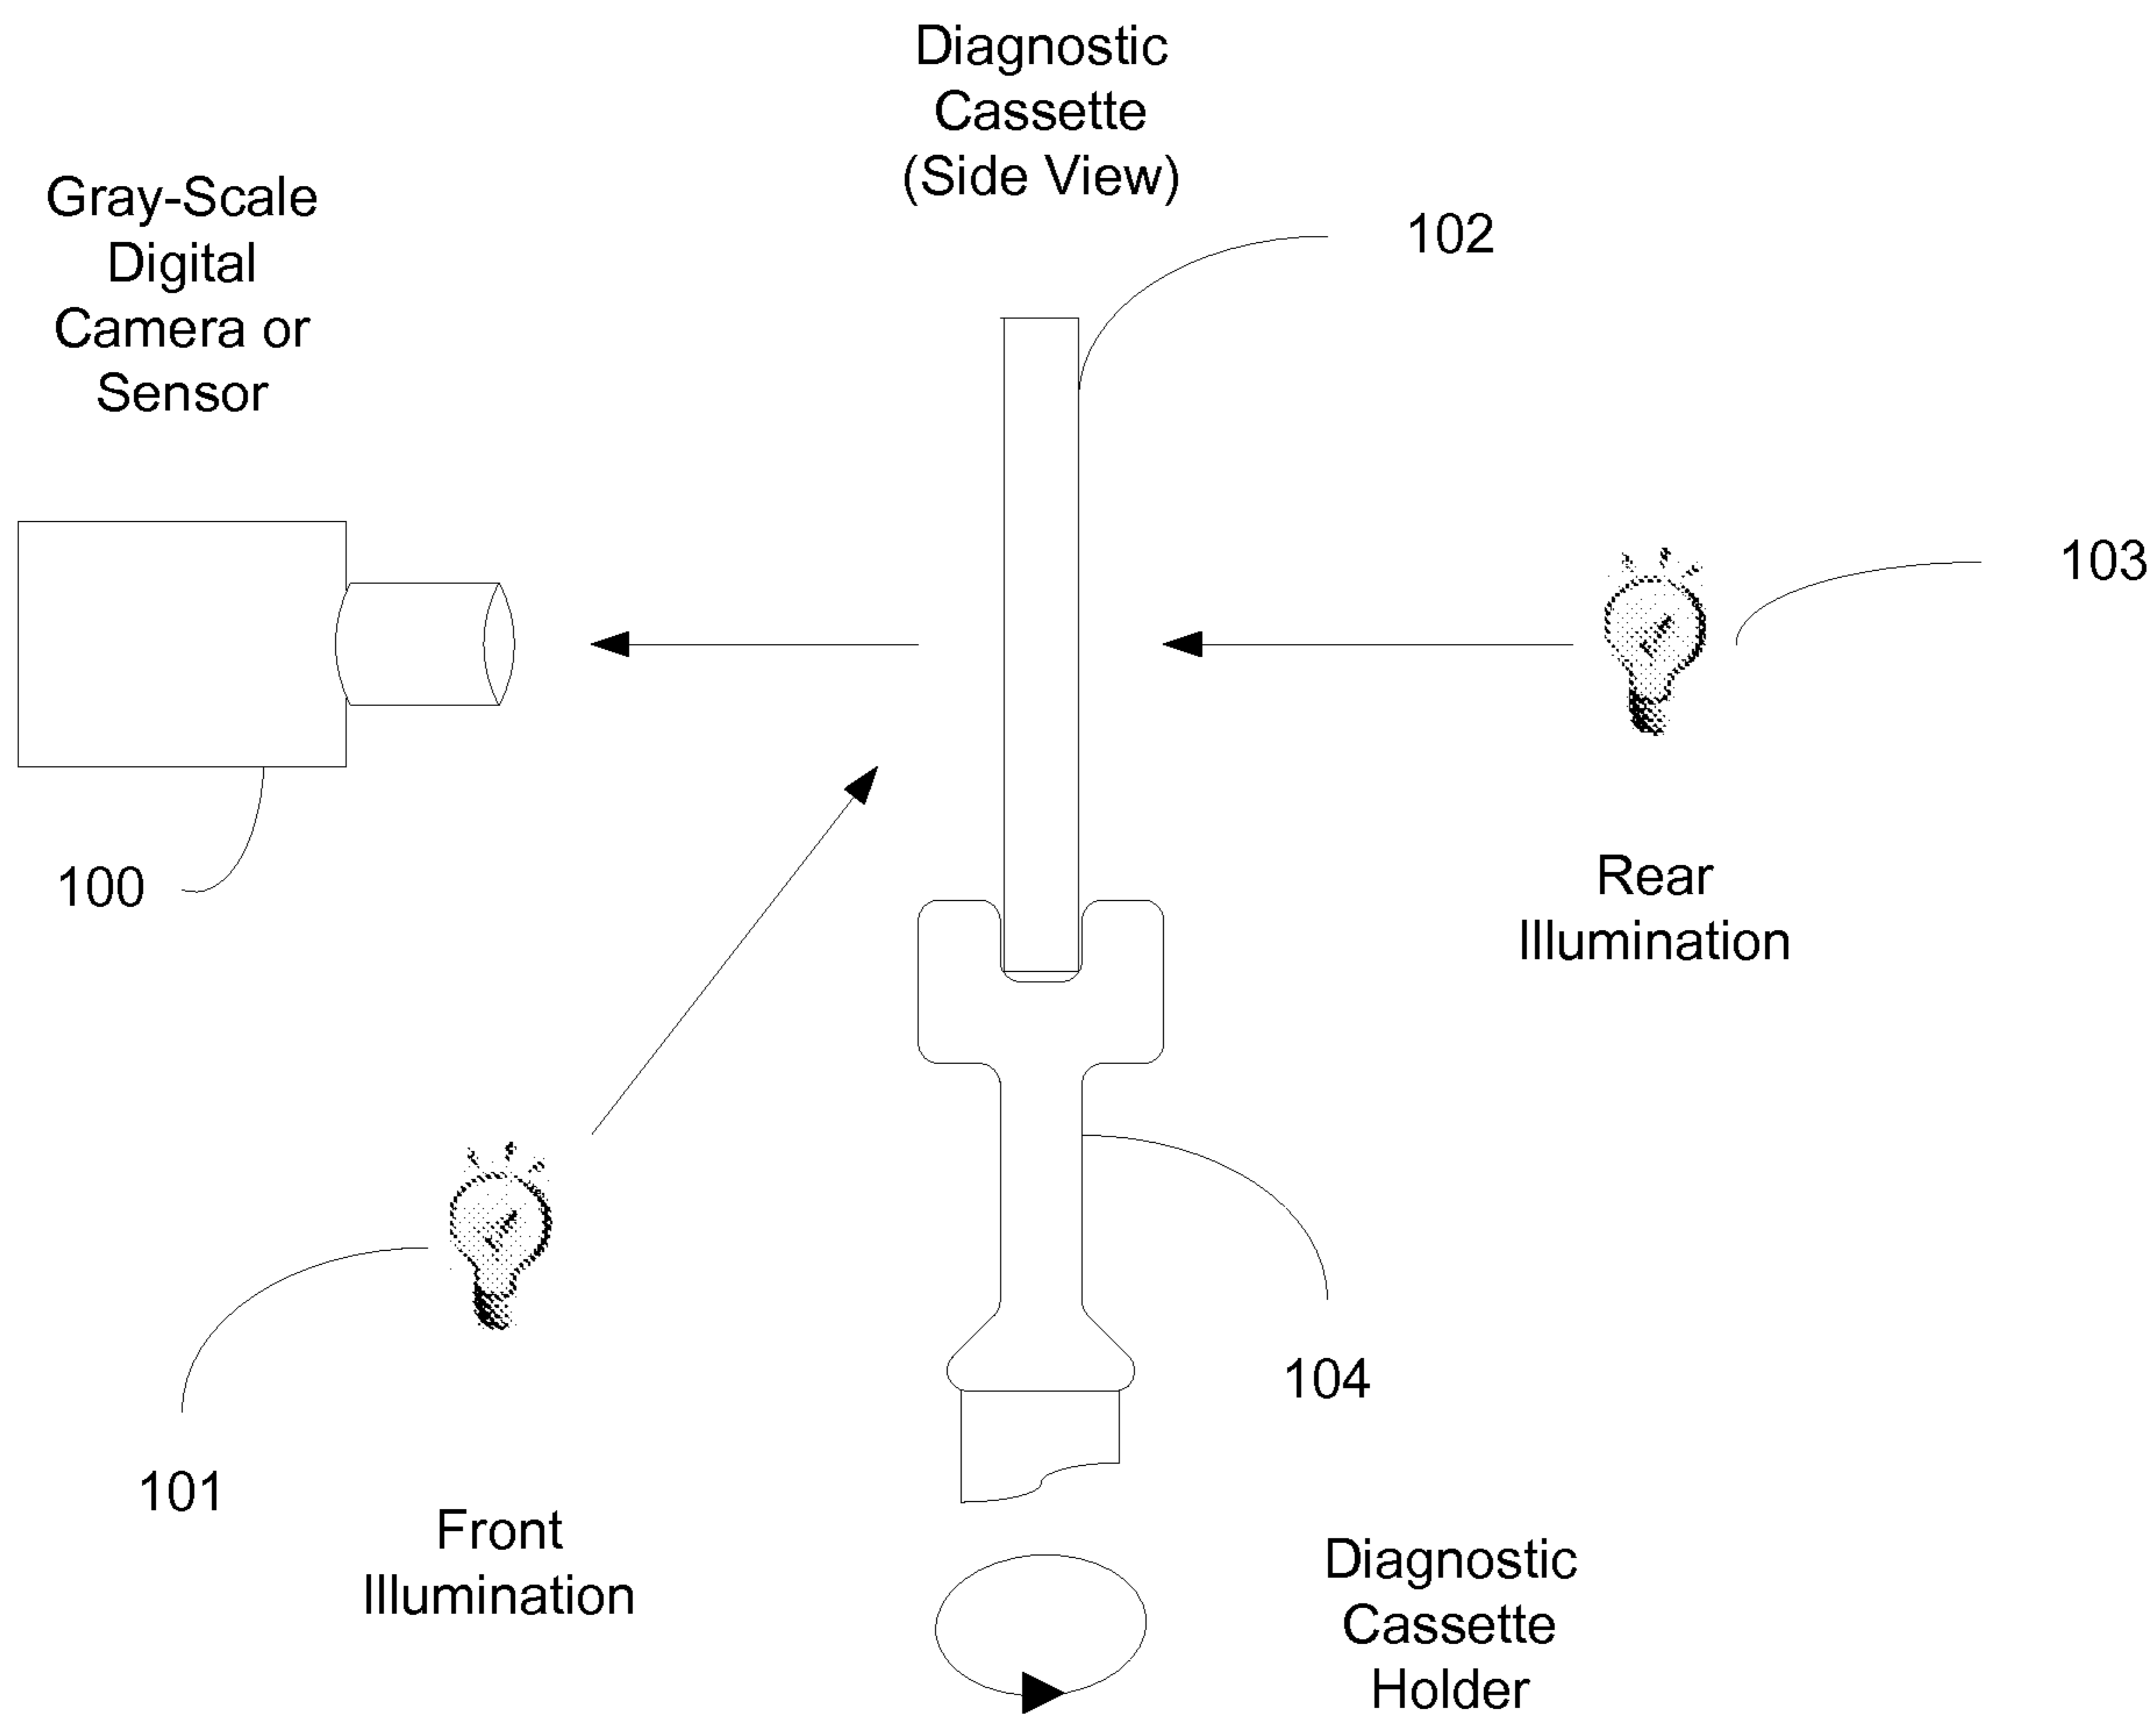 Diagnostic
Cassette
(Side View)
102
Gray-Scale
Digital
Camera or
Sensor
103
100
Rear
Illumination
104
101
Front
Illumination
Diagnostic
Cassette
Holder